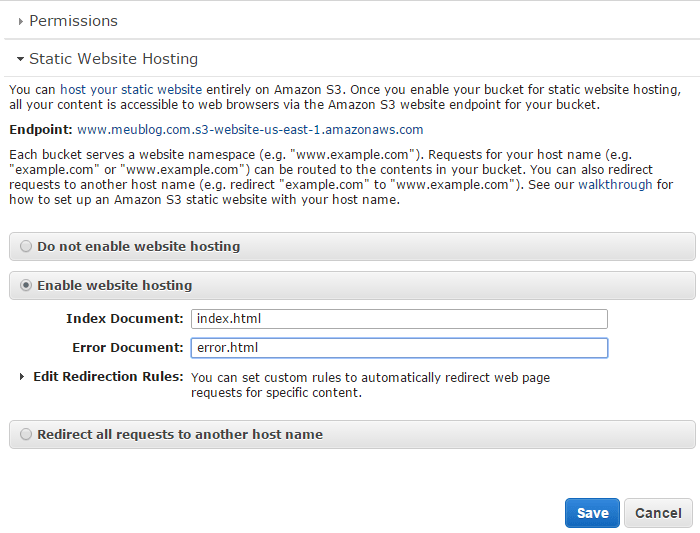 Permissions
Static Website Hosting
You can host your static website entirely on Amazon S3. Once you enable your bucket for static website hosting,
all your content is accessible to web browsers via the Amazon S3 website endpoint for your bucket.
Endpoint: www.meublog.com.s3-website-us-east-1.amazonaws.com
Each bucket serves a website namespace (e.g. "www.example.com"). Requests for your host name (e.g.
"example.com" or "www.example.com") can be routed to the contents in your bucket. You can also redirect
requests to another host name (e.g. redirect "example.com" to "www.example.com"). See our walkthrough for
how to set up an Amazon S3 static website with your host name.
Do not enable website hosting
Enable website hosting
Index Document: index.html
Error Document: error.html
Edit Redirection Rules: You can set custom rules to automatically redirect web page
requests for specific content.
Redirect all requests to another host name
Save Cancel